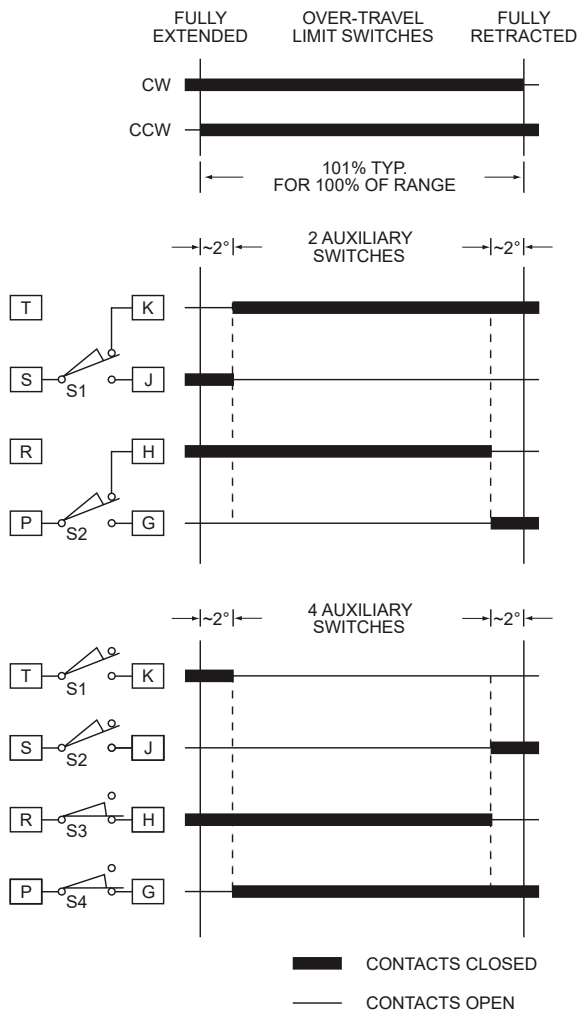 FULLY EXTENDED
OVER-TRAVEL LIMIT SWITCHES
FULLY RETRACTED
CW
CCW
101% TYP.
FOR 100% OF RANGE
~2°
2 AUXILIARY SWITCHES
~2°
T
K
S
S1
J
R
H
P
S2
G
~2°
4 AUXILIARY SWITCHES
~2°
T
S1
K
S
S2
J
R
S3
H
P
S4
G
CONTACTS CLOSED
CONTACTS OPEN